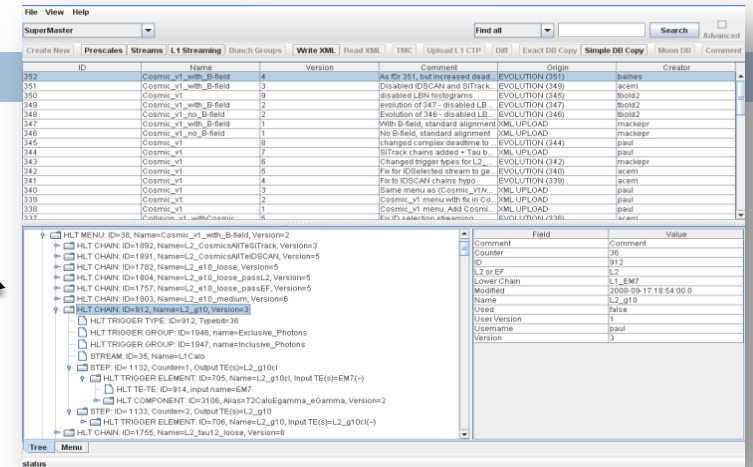 File View Help
SuperMaster Find all Search Advanced
Create New Prescales Streams L1 Streaming Bunch Groups Write XML Read XML TMC Upload L1 CTP Diff Exact DB Copy Simple DB Copy Muon DB Comment
ID Name Version Comment Origin Creator
352 Cosmic_v1_with_B-field 4 As f0r 351, but increased dead... EVOLUTION (351) baines
351 Cosmic_v1_with_B-field 3 Disabled IDSCAN and SiTrack... EVOLUTION (349) acerri
350 Cosmic_v1 9 disabled LBN histograms EVOLUTION (345) tbold2
349 Cosmic_v1_with_B-field 2 evolution of 347 - disabled LB... EVOLUTION (347) tbold2
348 Cosmic_v1_no_B-field 2 Evolution of 346 - disabled LB... EVOLUTION (346) tbold2
347 Cosmic_v1_with_B-field 1 With B-field, standard alignment XML UPLOAD mackepr
346 Cosmic_v1_no_B-field 1 No B-field, standard alignment XML UPLOAD mackepr
345 Cosmic_v1 8 changed complex deadtime to ... EVOLUTION (344) paul
344 Cosmic_v1 7 SiTrack chains added + Tau b... XML UPLOAD paul
343 Cosmic_v1 6 Changed trigger types for L2_... EVOLUTION (342) mackepr
342 Cosmic_v1 5 Fix for IDSelected stream to ge... EVOLUTION (340) acerri
341 Cosmic_v1 4 Fix to IDSCAN chains hypo EVOLUTION (339) acerri
340 Cosmic_v1 3 Same menu as (Cosmic_v1/v... XML UPLOAD paul
339 Cosmic_v1 2 Cosmic_v1 menu with fix in Co... XML UPLOAD paul
338 Cosmic_v1 1 Cosmic_v1 menu. Add Cosmi... XML UPLOAD paul
337 Collision_v1_withCosmic 5 Fix ID selection streaming EVOLUTION (336) acerri
HLT MENU: ID=38, Name=Cosmic_v1_with_B-field, Version=2
HLT CHAIN: ID=1892, Name=L2_CosmicsAllTeSiTrack, Version=3
HLT CHAIN: ID=1891, Name=L2_CosmicsAllTeIDSCAN, Version=5
HLT CHAIN: ID=1782, Name=L2_e10_loose, Version=5
HLT CHAIN: ID=1804, Name=L2_e10_loose_passL2, Version=5
HLT CHAIN: ID=1757, Name=L2_e10_loose_passEF, Version=5
HLT CHAIN: ID=1803, Name=L2_e10_medium, Version=6
HLT CHAIN: ID=912, Name=L2_g10, Version=3
HLT TRIGGER TYPE: ID=912, Typebit=36
HLT TRIGGER GROUP: ID=1946, name=Exclusive_Photons
HLT TRIGGER GROUP: ID=1947, name=Inclusive_Photons
STREAM: ID=35, Name=L1Calo
STEP: ID= 1132, Counter=1, Output TE(s)=L2_g10cl
HLT TRIGGER ELEMENT: ID=705, Name=L2_g10cl, Input TE(s)=EM7(~)
HLT TE-TE: ID=914, input name=EM7
HLT COMPONENT: ID=3106, Alias=T2CaloEgamma_eGamma, Version=2
STEP: ID= 1133, Counter=2, Output TE(s)=L2_g10
HLT TRIGGER ELEMENT: ID=706, Name=L2_g10, Input TE(s)=L2_g10cl(~)
HLT CHAIN: ID=1755, Name=L2_tau12_loose, Version=6
Field Value
Comment Comment
Counter 36
ID 912
L2 or EF L2
Lower Chain L1_EM7
Modified 2008-09-17 18:54:00.0
Name L2_g10
Used false
User Version 1
Username paul
Version 3
Tree Menu
status